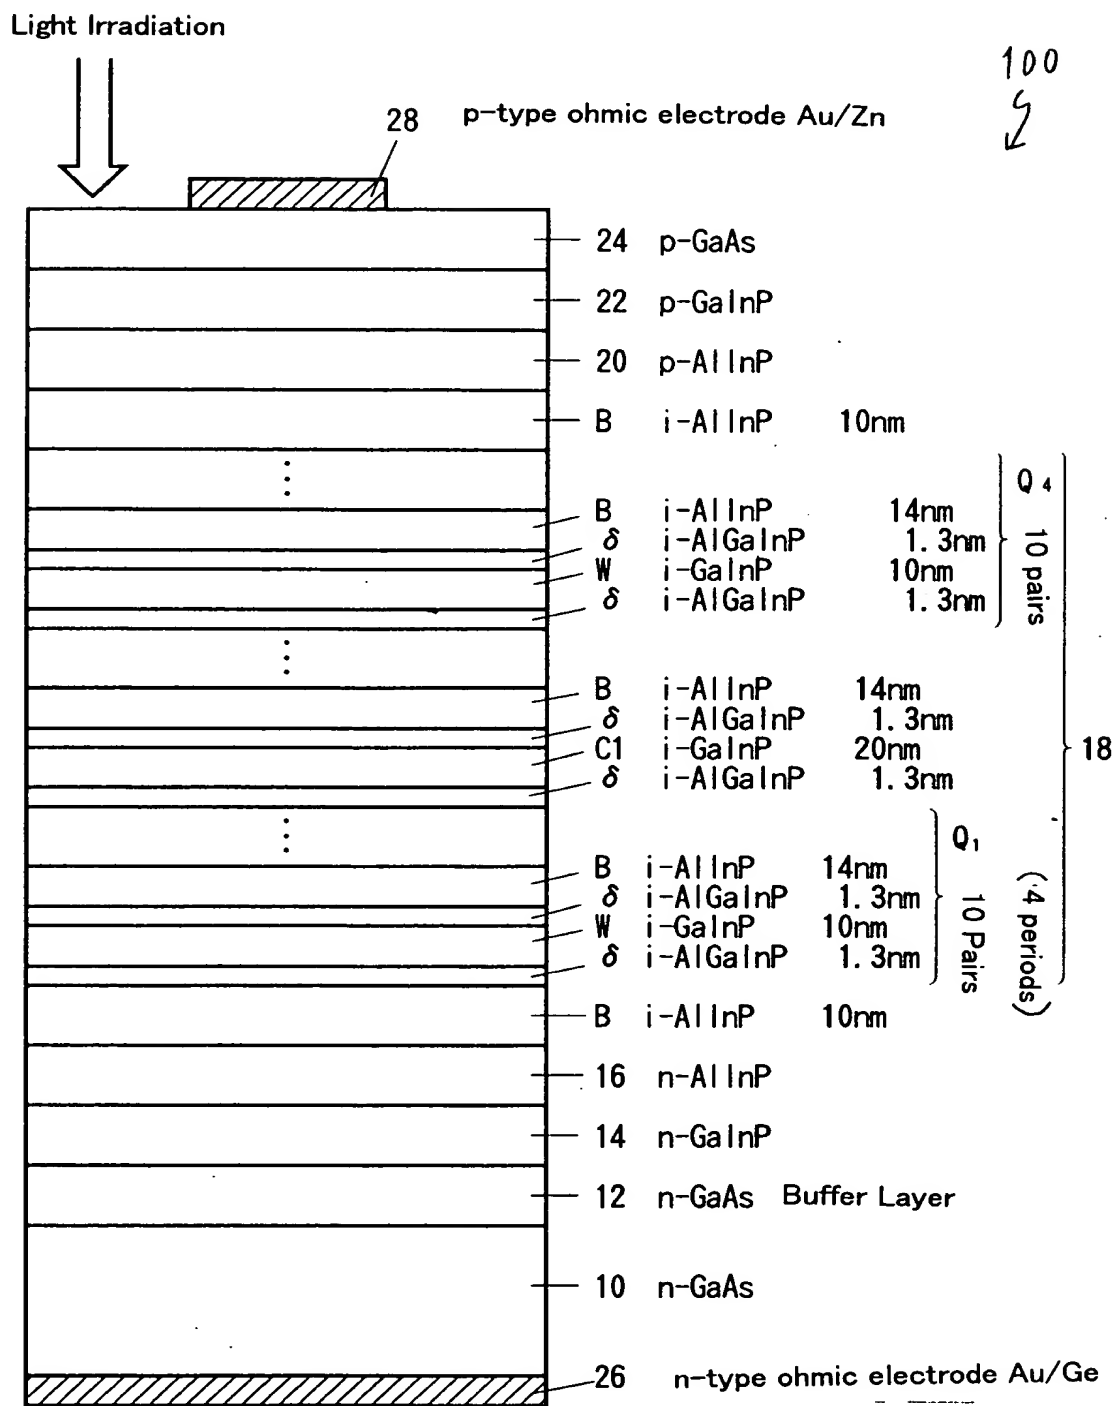 Light Irradiation
100
28 p-type ohmic electrode Au/Zn
24 p-GaAs
22 p-GaInP
20 p-AlInP
B i-AlInP 10nm
Q4 10 pairs
B i-AlInP 14nm
δ i-AlGaInP 1.3nm
W i-GaInP 10nm
δ i-AlGaInP 1.3nm
B i-AlInP 14nm
δ i-AlGaInP 1.3nm
C1 i-GaInP 20nm
δ i-AlGaInP 1.3nm
18 (4 periods)
Q1 10 Pairs
B i-AlInP 14nm
δ i-AlGaInP 1.3nm
W i-GaInP 10nm
δ i-AlGaInP 1.3nm
B i-AlInP 10nm
16 n-AlInP
14 n-GaInP
12 n-GaAs Buffer Layer
10 n-GaAs
26 n-type ohmic electrode Au/Ge